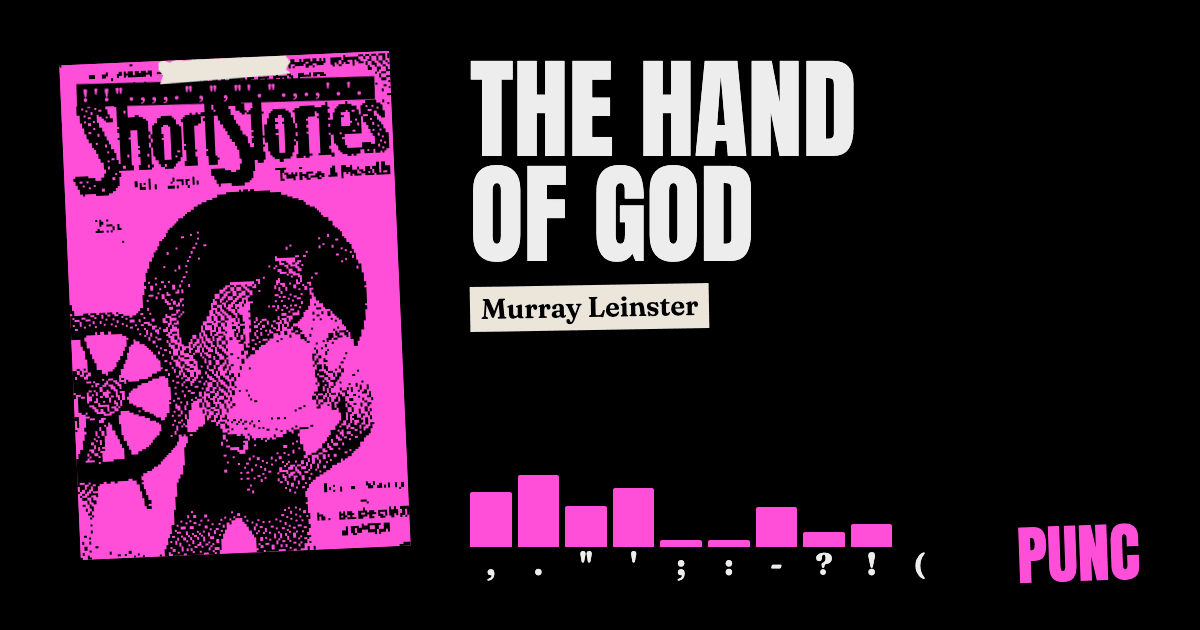 Short Stories
Twice A Month
25¢
THE HAND
OF GOD
Murray Leinster
, . " ' ; : - ? ! (
PUNC